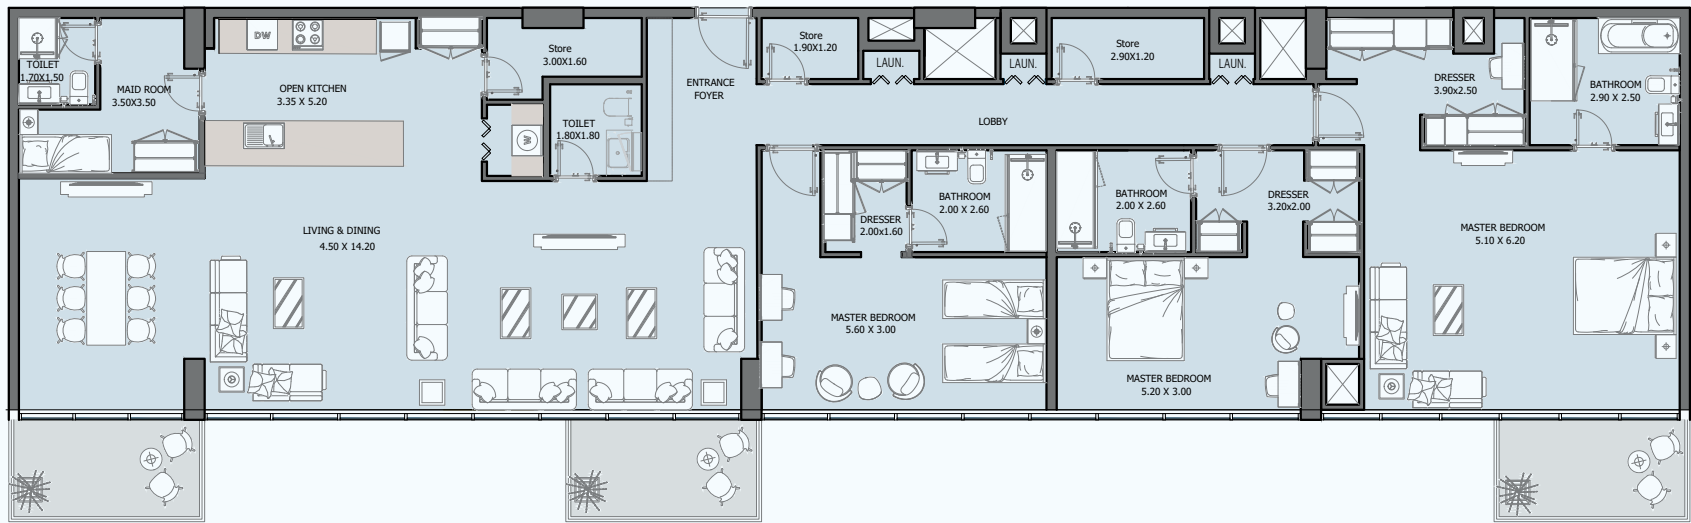 TOILET
1.70X1.50
MAID ROOM
3.50X3.50
DW
OPEN KITCHEN
3.35 X 5.20
Store
3.00X1.60
W
TOILET
1.80X1.80
ENTRANCE
FOYER
Store
1.90X1.20
LAUN.
LAUN.
Store
2.90X1.20
LAUN.
LOBBY
DRESSER
3.90x2.50
BATHROOM
2.90 X 2.50
LIVING & DINING
4.50 X 14.20
DRESSER
2.00x1.60
BATHROOM
2.00 X 2.60
BATHROOM
2.00 X 2.60
DRESSER
3.20x2.00
MASTER BEDROOM
5.10 X 6.20
MASTER BEDROOM
5.60 X 3.00
MASTER BEDROOM
5.20 X 3.00